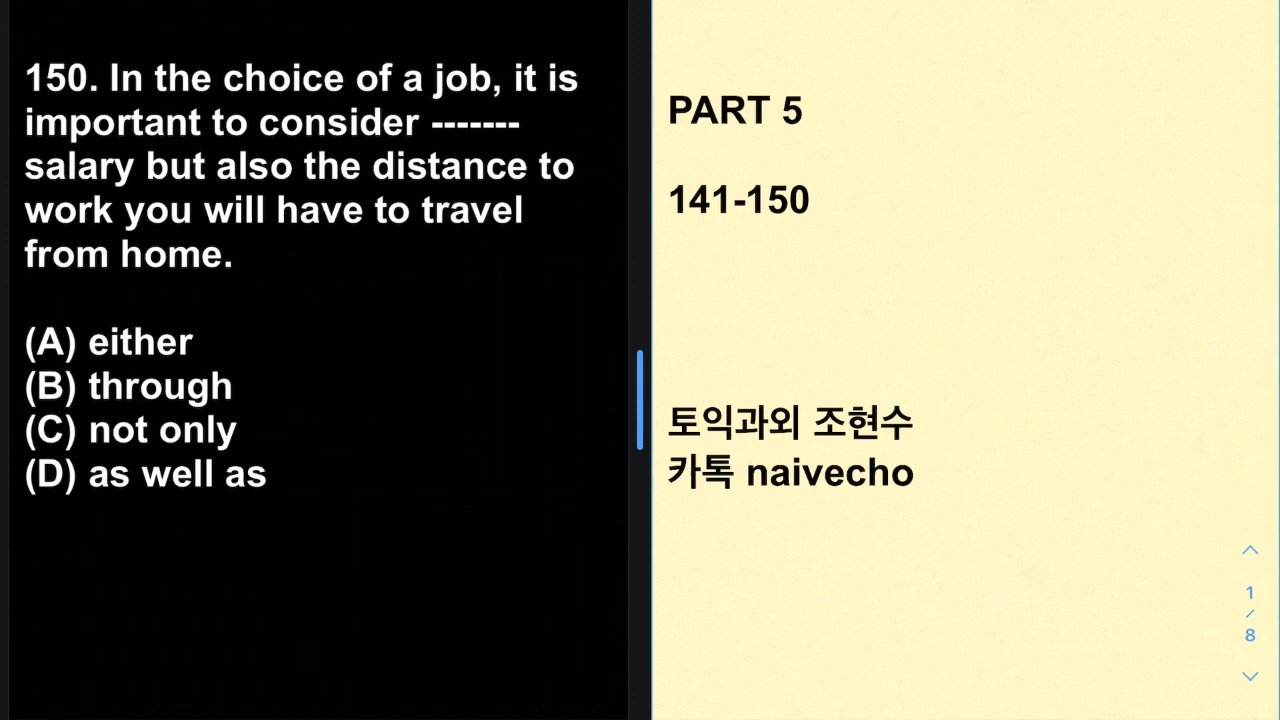 150. In the choice of a job, it is
important to consider -------
salary but also the distance to
work you will have to travel
from home.
(A) either
(B) through
(C) not only
(D) as well as
PART 5
141-150
토익과외 조현수
카톡 naivecho
1
/
8